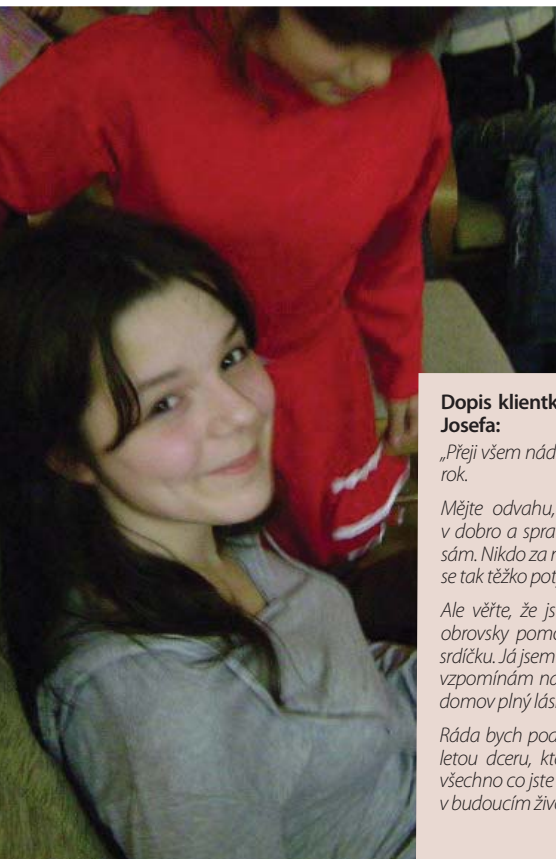 Dopis klientk
Josefa:
„Přeji všem nád
rok.
Mějte odvahu,
v dobro a spra
sám. Nikdo za
se tak těžko pot
Ale věřte, že js
obrovsky pomo
srdíčku. Já jsem
vzpomínám na
domov plný lás
Ráda bych pod
letou dceru, kt
všechno co jste
v budoucím živo